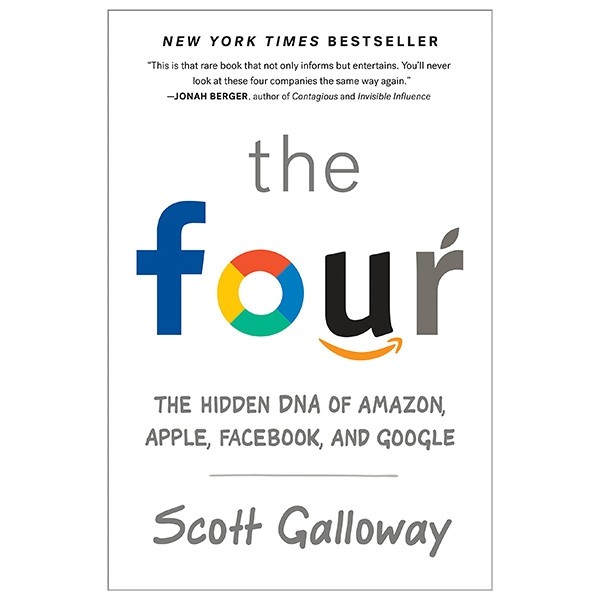 NEW YORK TIMES BESTSELLER
“This is that rare book that not only informs but entertains. You’ll never
look at these four companies the same way again.”
—JONAH BERGER, author of Contagious and Invisible Influence
the
four
THE HIDDEN DNA OF AMAZON,
APPLE, FACEBOOK, AND GOOGLE
Scott Galloway